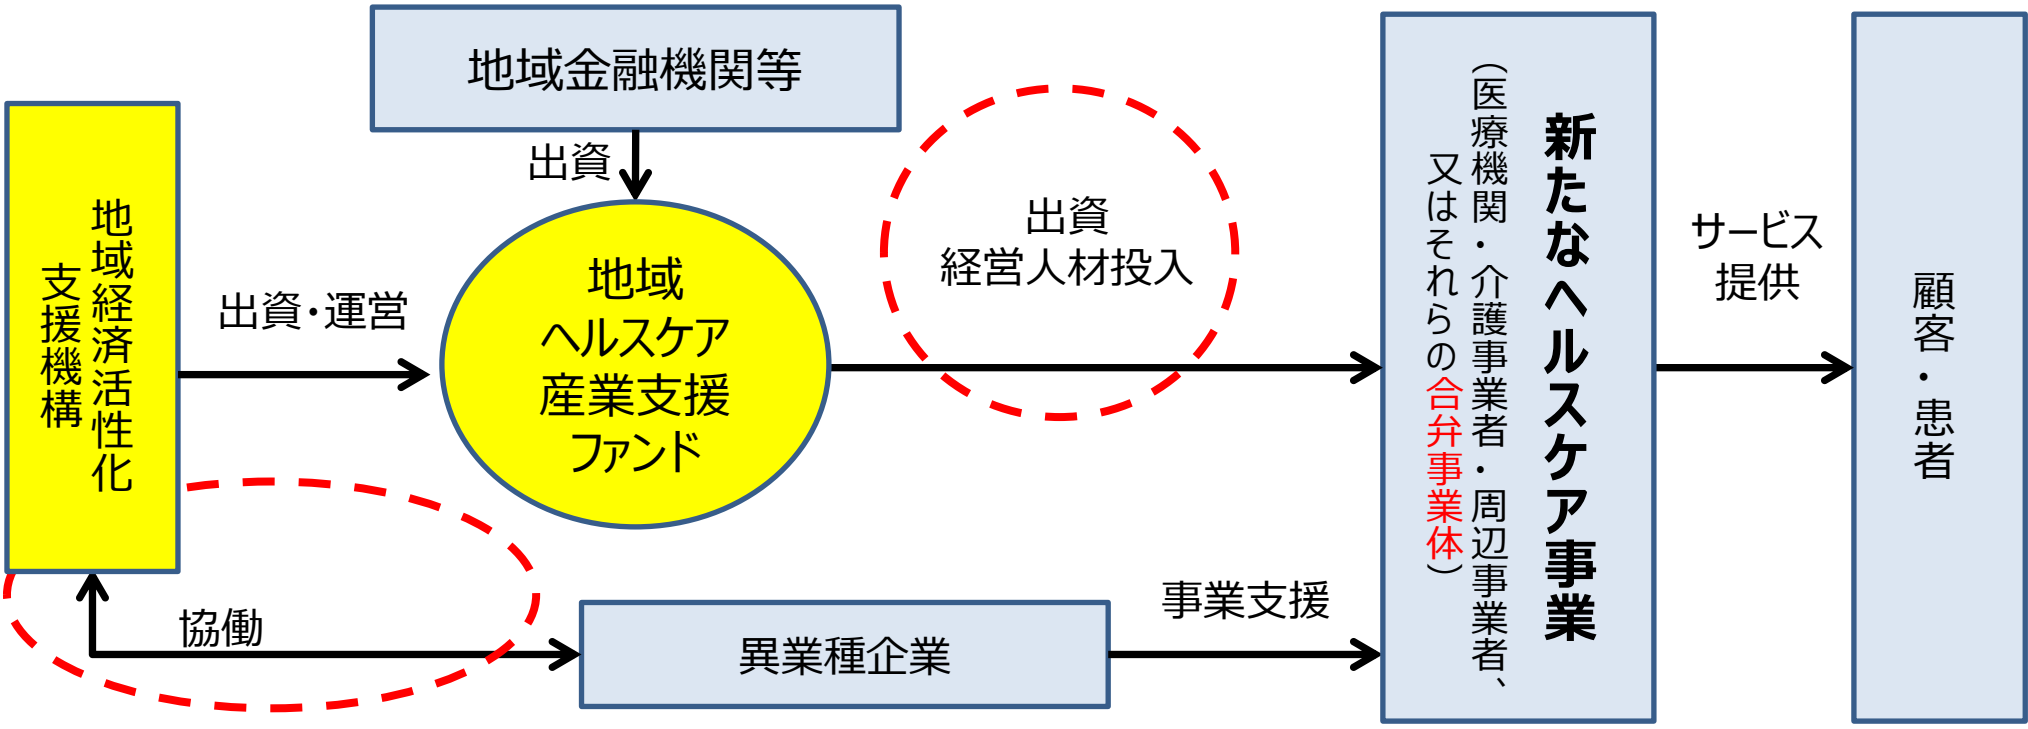 地域金融機関等
出資
地域経済活性化
支援機構
出資・運営
地域
ヘルスケア
産業支援
ファンド
出資
経営人材投入
新たなヘルスケア事業
（医療機関・介護事業者・周辺事業者、
又はそれらの合弁事業体）
サービス
提供
顧客・患者
協働
異業種企業
事業支援